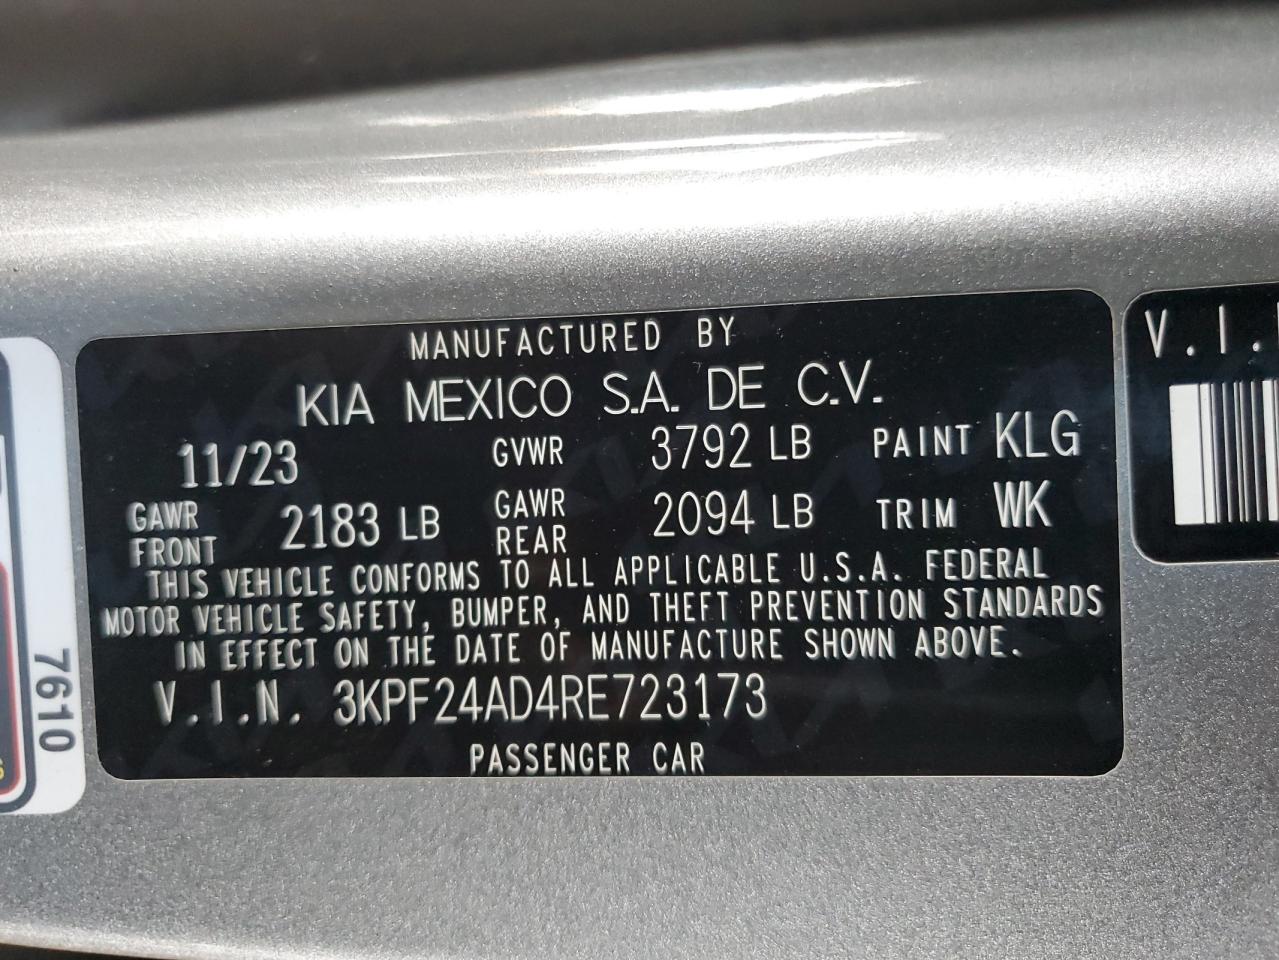 MANUFACTURED BY
KIA MEXICO S.A. DE C.V.
11/23 GVWR 3792 LB PAINT KLG
GAWR FRONT 2183 LB GAWR REAR 2094 LB TRIM WK
THIS VEHICLE CONFORMS TO ALL APPLICABLE U.S.A. FEDERAL
MOTOR VEHICLE SAFETY, BUMPER, AND THEFT PREVENTION STANDARDS
IN EFFECT ON THE DATE OF MANUFACTURE SHOWN ABOVE.
V.I.N. 3KPF24AD4RE723173
PASSENGER CAR
V.I.
7610